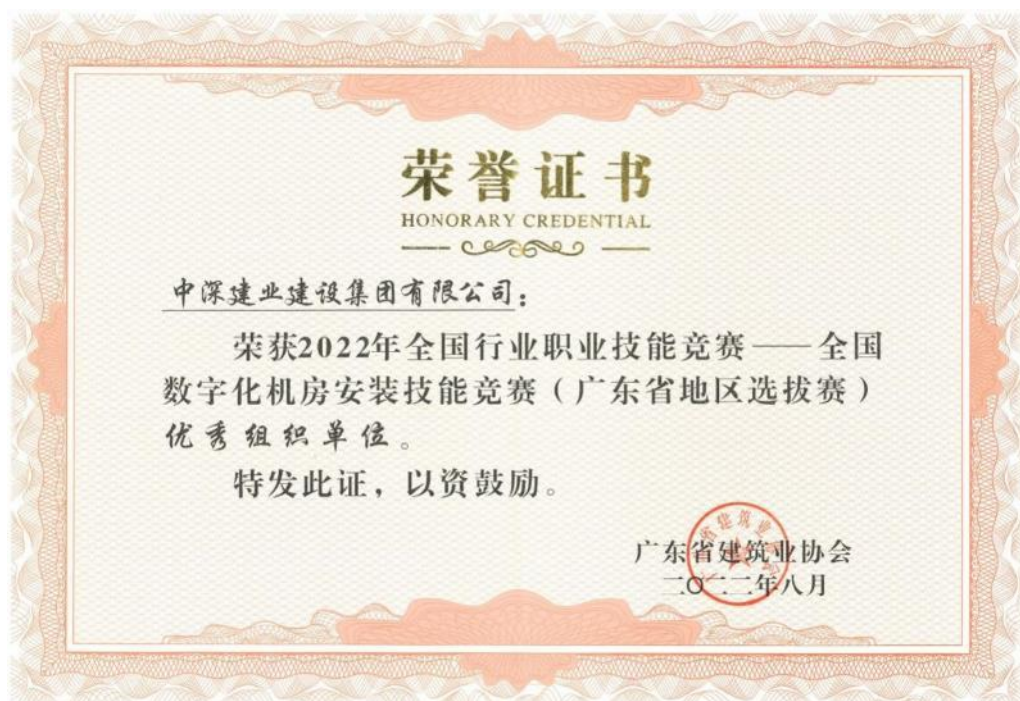 荣誉证书
HONORARY CREDENTIAL
中深建业建设集团有限公司：
荣获2022年全国行业职业技能竞赛——全国
数字化机房安装技能竞赛（广东省地区选拔赛）
优秀组织单位。
特发此证，以资鼓励。
广东省建筑业协会
二〇二二年八月